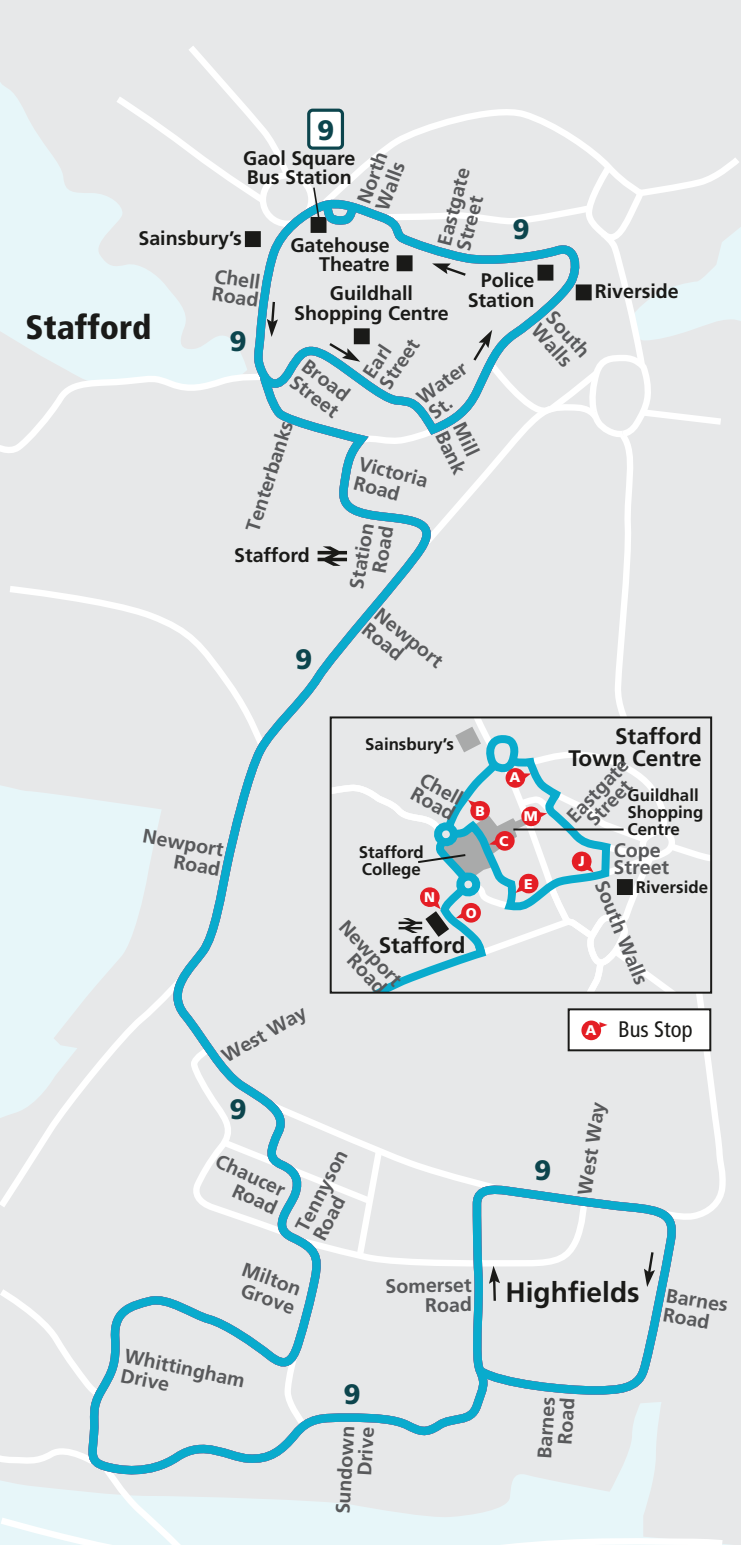 9
Gaol Square
Bus Station
North
Walls
Eastgate
Street
9
Sainsbury's
Gatehouse
Theatre
Police
Station
Riverside
Chell
Road
Guildhall
Shopping Centre
Stafford
9
South
Walls
Earl
Street
Broad
Street
Water
St.
Mill
Bank
Tenterbanks
Victoria
Road
Stafford
Station
Road
Newport
Road
9
Stafford
Town Centre
Sainsbury's
A
Chell
Road
Eastgate
Street
Guildhall
Shopping
Centre
B
M
C
Stafford
College
J
Cope
Street
E
Riverside
N
O
South Walls
Stafford
Newport
Road
Newport
Road
A Bus Stop
West Way
9
West Way
9
Chaucer
Road
Tennyson
Road
Milton
Grove
Somerset
Road
Highfields
Barnes
Road
Whittingham
Drive
9
Barnes
Road
Sundown
Drive